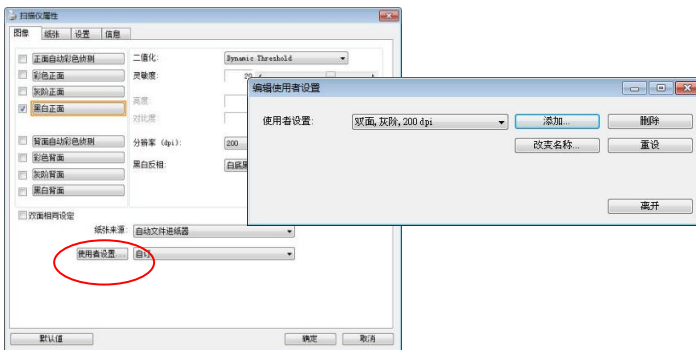 扫描仪属性
图像 纸张 设置 信息
正面自动彩色侦测
彩色正面
灰阶正面
黑白正面
背面自动彩色侦测
彩色背面
灰阶背面
黑白背面
二值化: Dynamic Threshold
灵敏度: 20
亮度:
对比度:
分辨率 (dpi): 200
黑白反相: 白底黑
双面相同设定
纸张来源: 自动文件进纸器
使用者设置... 自订
默认值 确定 取消
编辑使用者设置
使用者设置: 双面,灰阶,200 dpi 添加... 删除
改变名称... 重设
离开